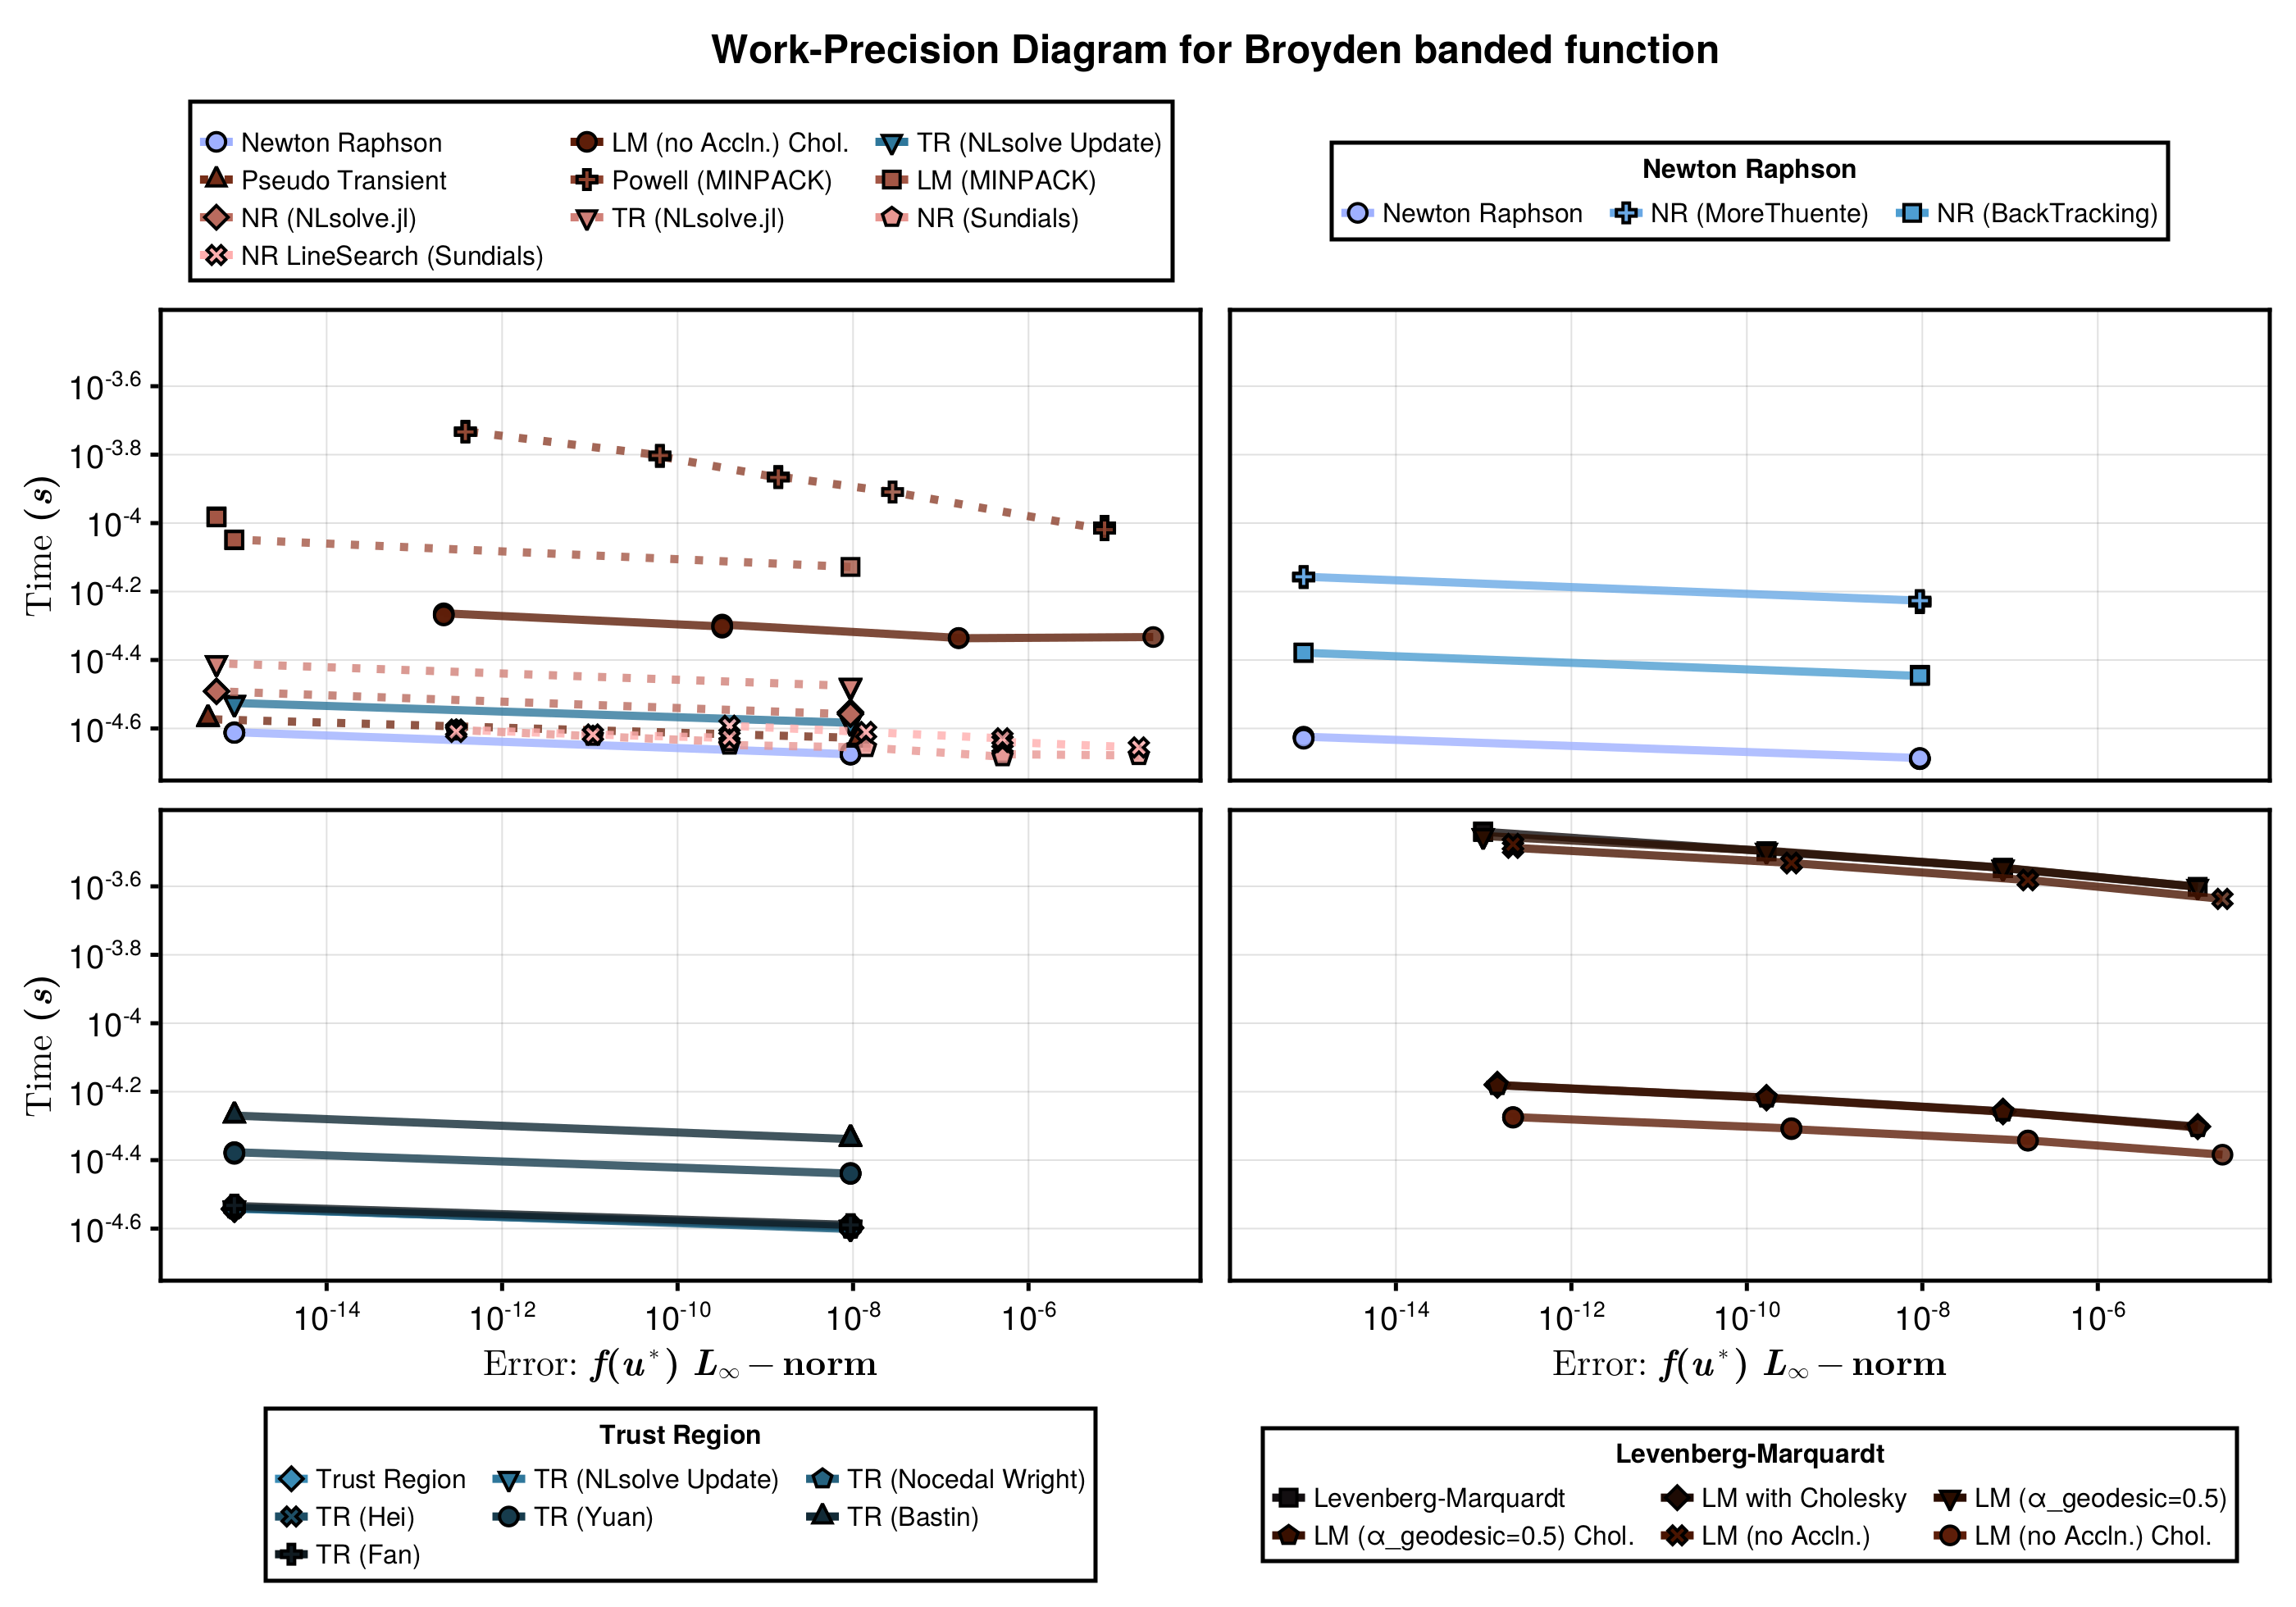 Work-Precision Diagram for Broyden banded function
Newton Raphson LM (no Accln.) Chol. TR (NLsolve Update)
Pseudo Transient Powell (MINPACK) LM (MINPACK)
NR (NLsolve.jl) TR (NLsolve.jl) NR (Sundials)
NR LineSearch (Sundials)
Newton Raphson
Newton Raphson NR (MoreThuente) NR (BackTracking)
Time (s)
10^-3.6
10^-3.8
10^-4
10^-4.2
10^-4.4
10^-4.6
Time (s)
10^-3.6
10^-3.8
10^-4
10^-4.2
10^-4.4
10^-4.6
10^-14 10^-12 10^-10 10^-8 10^-6
Error: f(u*) L∞ − norm
10^-14 10^-12 10^-10 10^-8 10^-6
Error: f(u*) L∞ − norm
Trust Region
Trust Region TR (NLsolve Update) TR (Nocedal Wright)
TR (Hei) TR (Yuan) TR (Bastin)
TR (Fan)
Levenberg-Marquardt
Levenberg-Marquardt LM with Cholesky LM (α_geodesic=0.5)
LM (α_geodesic=0.5) Chol. LM (no Accln.) LM (no Accln.) Chol.